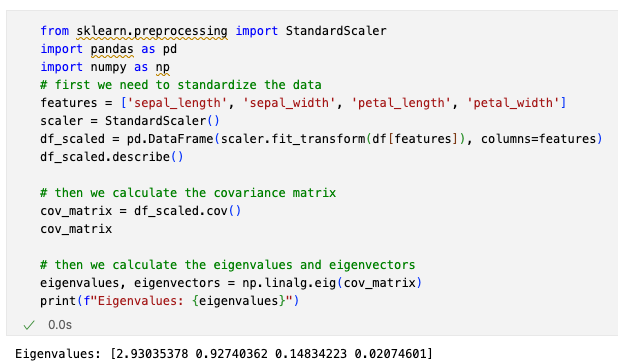 from sklearn.preprocessing import StandardScaler
import pandas as pd
import numpy as np
# first we need to standardize the data
features = ['sepal_length', 'sepal_width', 'petal_length', 'petal_width']
scaler = StandardScaler()
df_scaled = pd.DataFrame(scaler.fit_transform(df[features]), columns=features)
df_scaled.describe()
# then we calculate the covariance matrix
cov_matrix = df_scaled.cov()
cov_matrix
# then we calculate the eigenvalues and eigenvectors
eigenvalues, eigenvectors = np.linalg.eig(cov_matrix)
print(f"Eigenvalues: {eigenvalues}")
0.0s
Eigenvalues: [2.93035378 0.92740362 0.14834223 0.02074601]